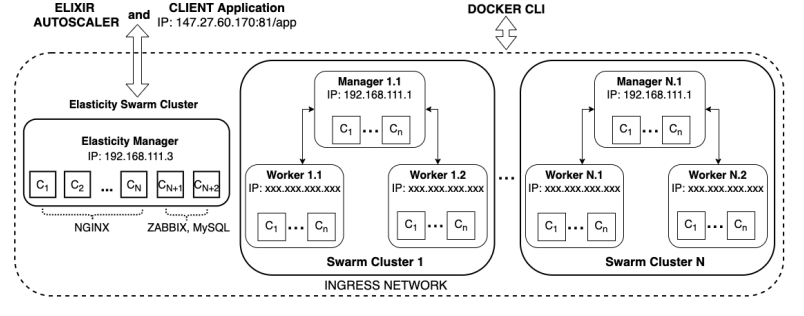 ELIXIR AUTOSCALER
and
CLIENT Application
IP: 147.27.60.170:81/app
DOCKER CLI
Elasticity Swarm Cluster
Elasticity Manager
IP: 192.168.111.3
C1 C2 ... CN CN+1 CN+2
NGINX
ZABBIX, MySQL
Manager 1.1
IP: 192.168.111.1
C1 ... Cn
Worker 1.1
IP: xxx.xxx.xxx.xxx
C1 ... Cn
Worker 1.2
IP: xxx.xxx.xxx.xxx
C1 ... Cn
Swarm Cluster 1
...
Manager N.1
IP: 192.168.111.1
C1 ... Cn
Worker N.1
IP: xxx.xxx.xxx.xxx
C1 ... Cn
Worker N.2
IP: xxx.xxx.xxx.xxx
C1 ... Cn
Swarm Cluster N
INGRESS NETWORK